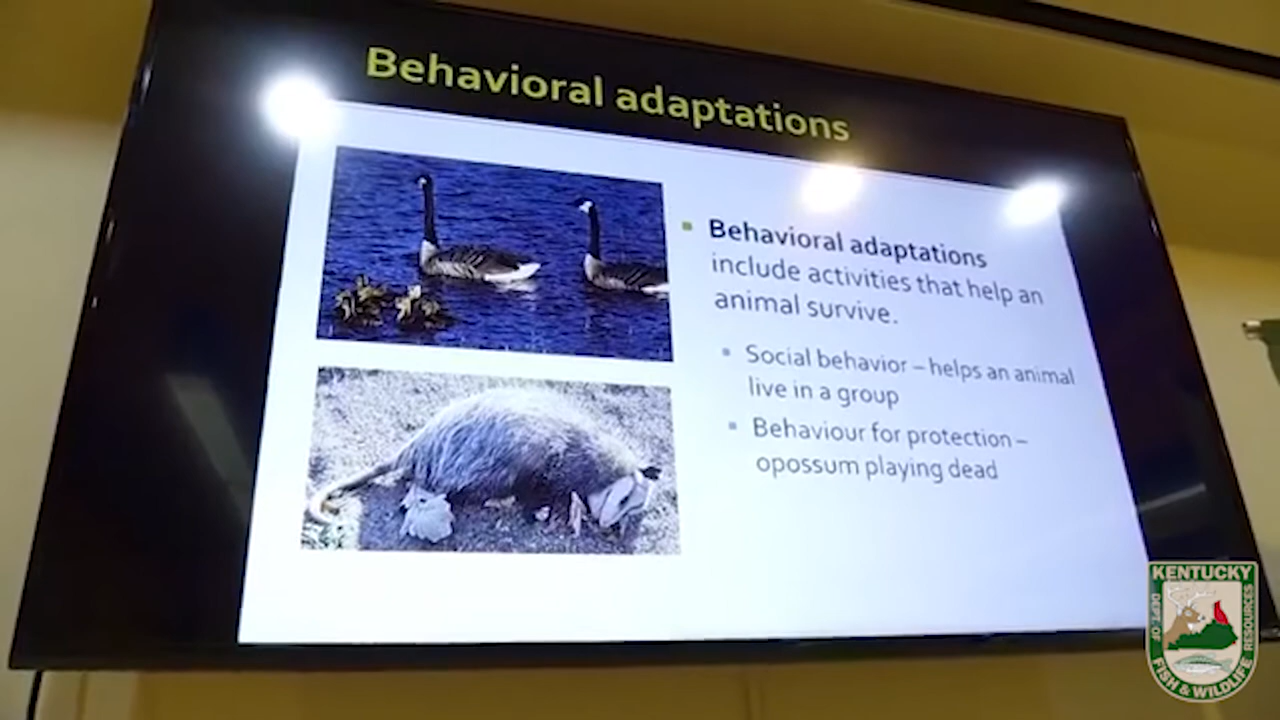 Behavioral adaptations
Behavioral adaptations
include activities that help an
animal survive.
Social behavior – helps an animal
live in a group
Behaviour for protection –
opossum playing dead
KENTUCKY
DEPT. OF
RESOURCES
FISH & WILDLIFE